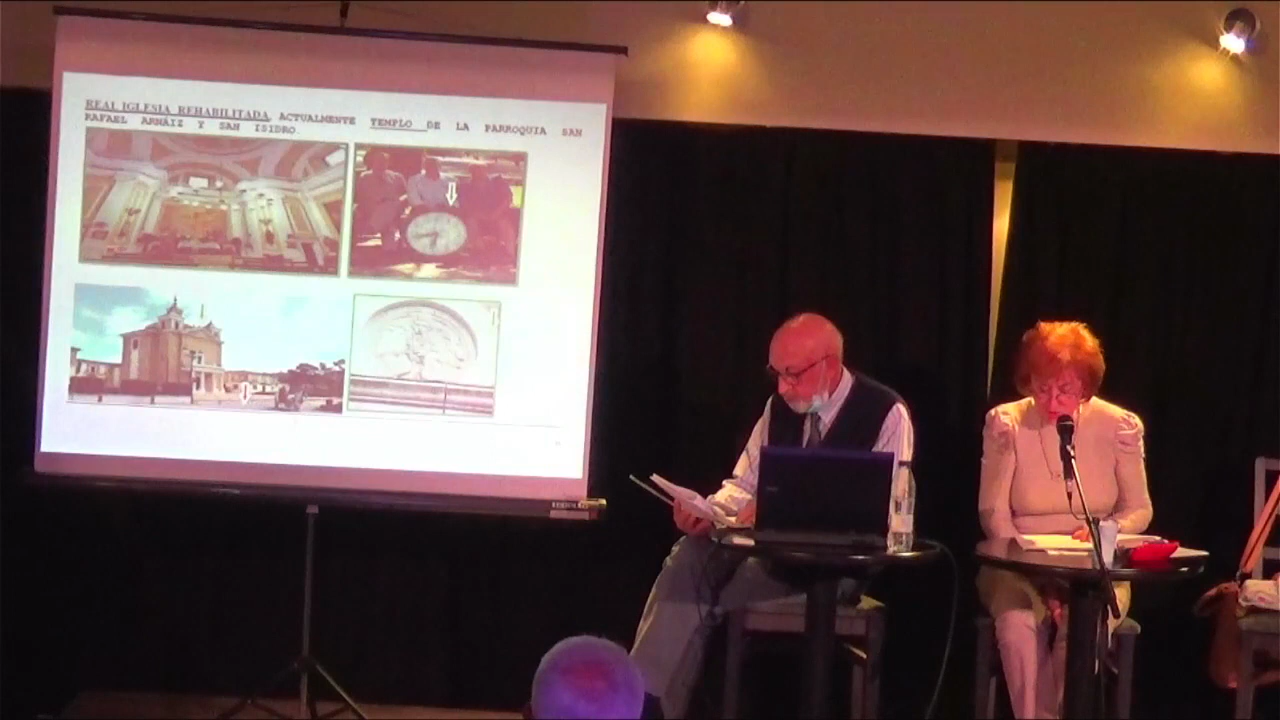 REAL IGLESIA REHABILITADA, ACTUALMENTE TEMPLO DE LA PARROQUIA SAN
RAFAEL ARNÁIZ Y SAN ISIDRO.